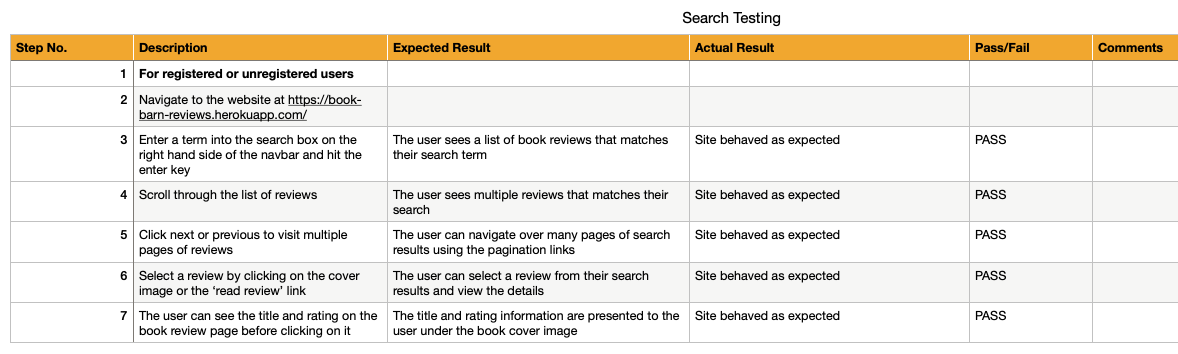 Search Testing
Step No. Description Expected Result Actual Result Pass/Fail Comments
1 For registered or unregistered users
2 Navigate to the website at https://book-
barn-reviews.herokuapp.com/
3 Enter a term into the search box on the The user sees a list of book reviews that matches Site behaved as expected PASS
right hand side of the navbar and hit the their search term
enter key
4 Scroll through the list of reviews The user sees multiple reviews that matches their Site behaved as expected PASS
search
5 Click next or previous to visit multiple The user can navigate over many pages of search Site behaved as expected PASS
pages of reviews results using the pagination links
6 Select a review by clicking on the cover The user can select a review from their search Site behaved as expected PASS
image or the ‘read review’ link results and view the details
7 The user can see the title and rating on the The title and rating information are presented to the Site behaved as expected PASS
book review page before clicking on it user under the book cover image